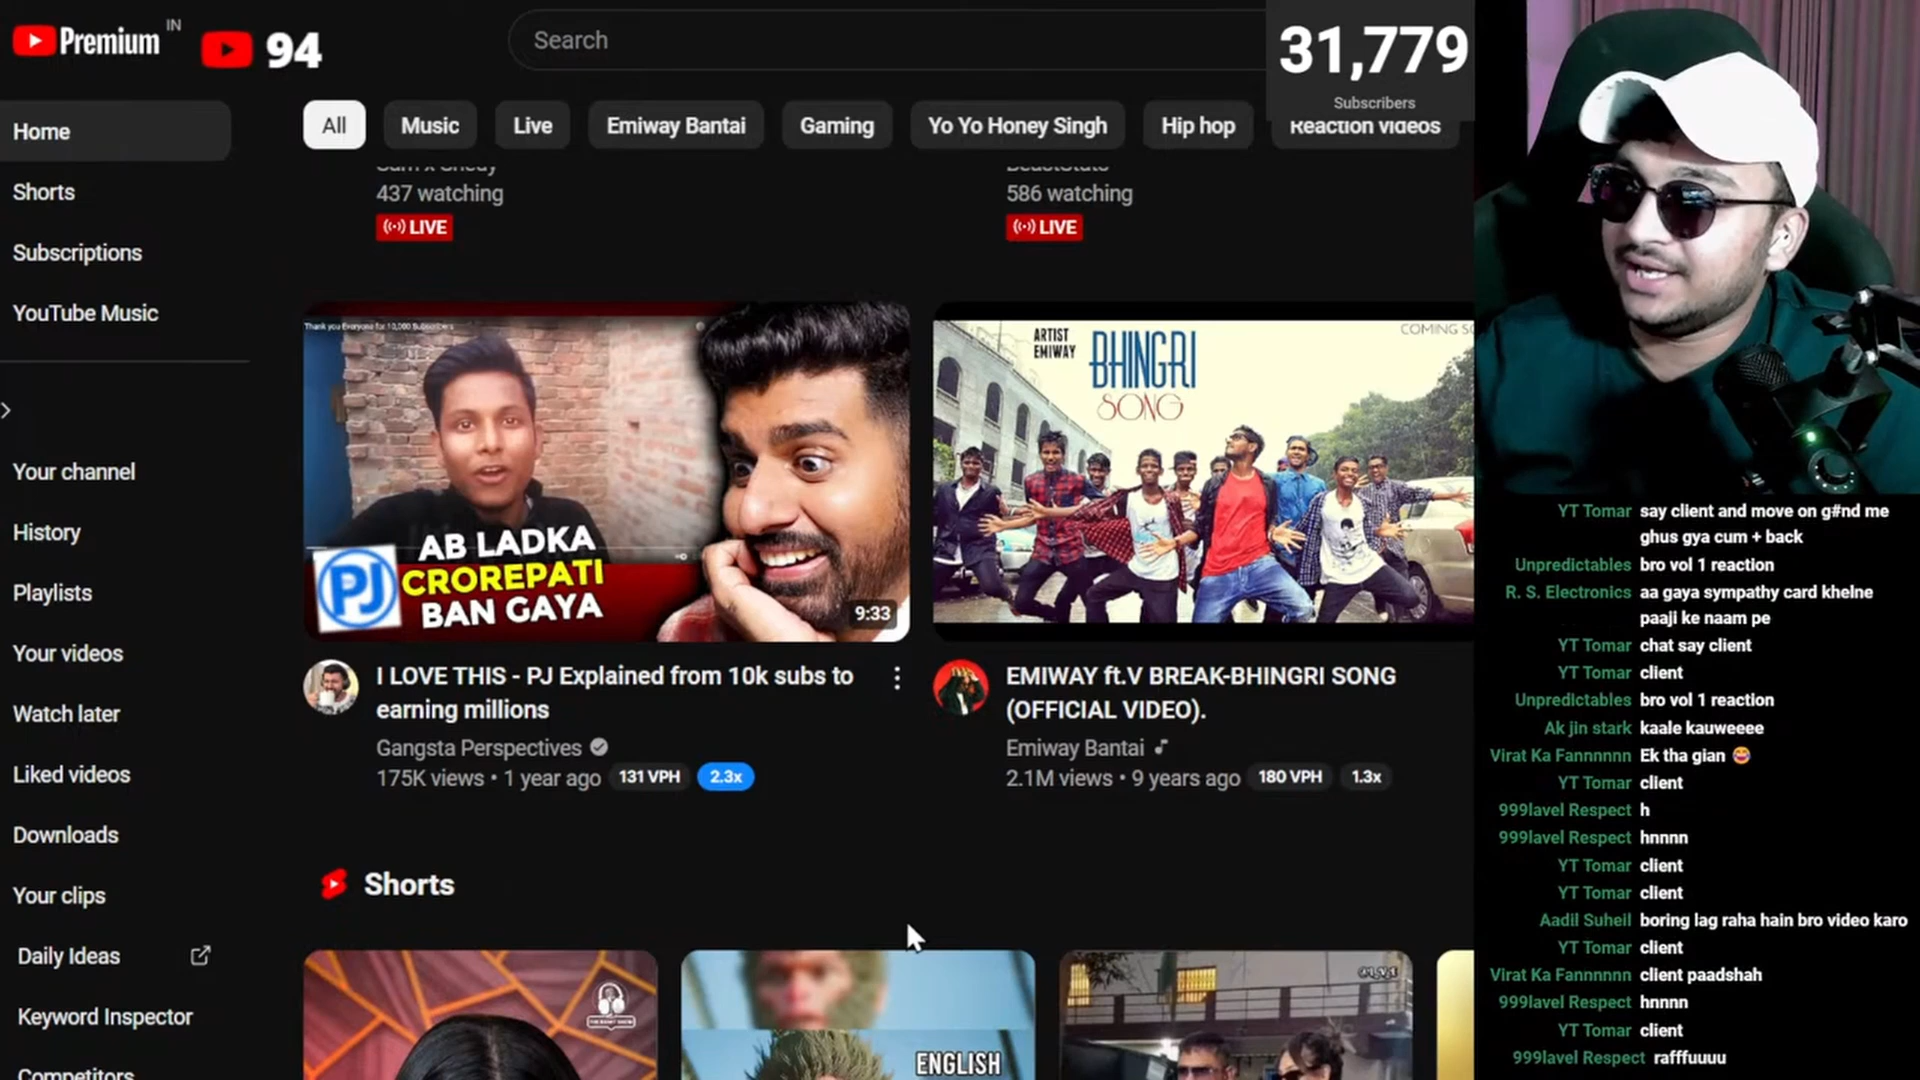 Premium IN
94
Search
31,779
Subscribers
Home
All
Music
Live
Emiway Bantai
Gaming
Yo Yo Honey Singh
Hip hop
Reaction videos
Shorts
Subscriptions
YouTube Music
Your channel
History
Playlists
Your videos
Watch later
Liked videos
Downloads
Your clips
Daily Ideas
Keyword Inspector
Competitors
437 watching
LIVE
586 watching
LIVE
Thank you Everyone for 10,000 Subscribers
PJ
AB LADKA
CROREPATI
BAN GAYA
9:33
ARTIST
EMIWAY
BHINGRI
SONG
COMING SO
I LOVE THIS - PJ Explained from 10k subs to
earning millions
Gangsta Perspectives
175K views • 1 year ago 131 VPH 2.3x
EMIWAY ft.V BREAK-BHINGRI SONG
(OFFICIAL VIDEO).
Emiway Bantai
2.1M views • 9 years ago 180 VPH 1.3x
Shorts
ENGLISH
YT Tomar say client and move on g#nd me
ghus gya cum + back
Unpredictables bro vol 1 reaction
R. S. Electronics aa gaya sympathy card khelne
paaji ke naam pe
YT Tomar chat say client
YT Tomar client
Unpredictables bro vol 1 reaction
Ak jin stark kaale kauweeee
Virat Ka Fannnnnn Ek tha gian 😂
YT Tomar client
999lavel Respect h
999lavel Respect hnnnn
YT Tomar client
YT Tomar client
Aadil Suheil boring lag raha hain bro video karo
YT Tomar client
Virat Ka Fannnnnn client paadshah
999lavel Respect hnnnn
YT Tomar client
999lavel Respect rafffuuuu